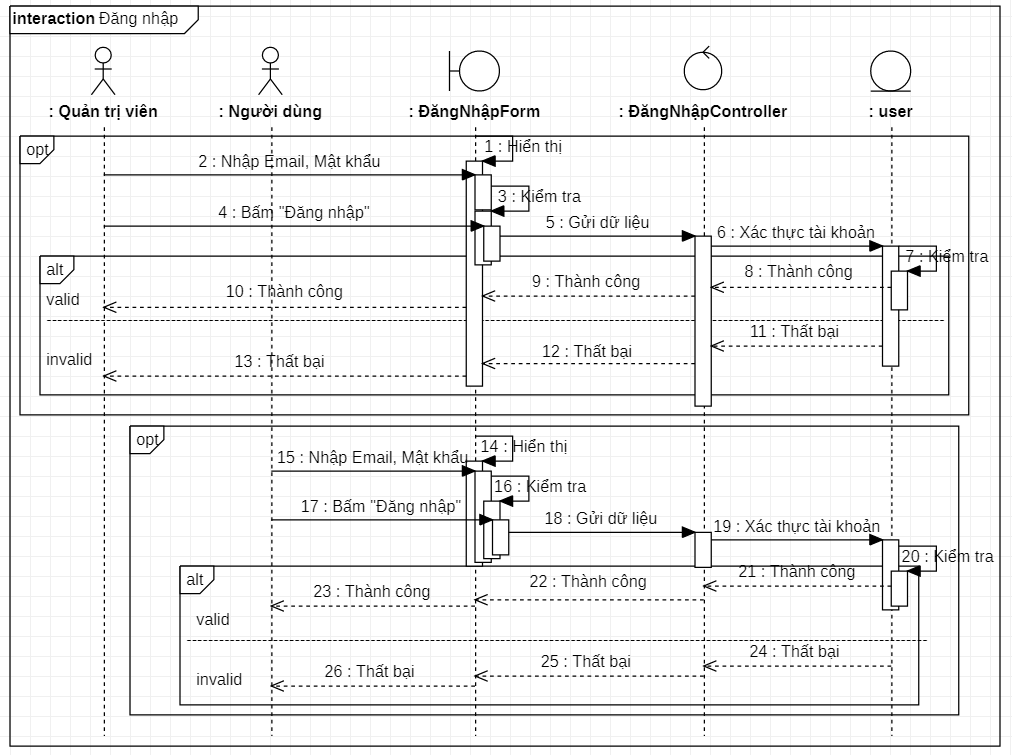 interaction Đăng nhập
: Quản trị viên
: Người dùng
: ĐăngNhậpForm
: ĐăngNhậpController
: user
opt
1 : Hiển thị
2 : Nhập Email, Mật khẩu
3 : Kiểm tra
4 : Bấm "Đăng nhập"
5 : Gửi dữ liệu
6 : Xác thực tài khoản
7 : Kiểm tra
alt
valid
8 : Thành công
9 : Thành công
10 : Thành công
11 : Thất bại
invalid
12 : Thất bại
13 : Thất bại
opt
14 : Hiển thị
15 : Nhập Email, Mật khẩu
16 : Kiểm tra
17 : Bấm "Đăng nhập"
18 : Gửi dữ liệu
19 : Xác thực tài khoản
20 : Kiểm tra
alt
21 : Thành công
22 : Thành công
23 : Thành công
valid
24 : Thất bại
25 : Thất bại
26 : Thất bại
invalid